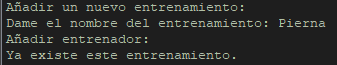 Añadir un nuevo entrenamiento:
Dame el nombre del entrenamiento: Pierna
Añadir entrenador:
Ya existe este entrenamiento.